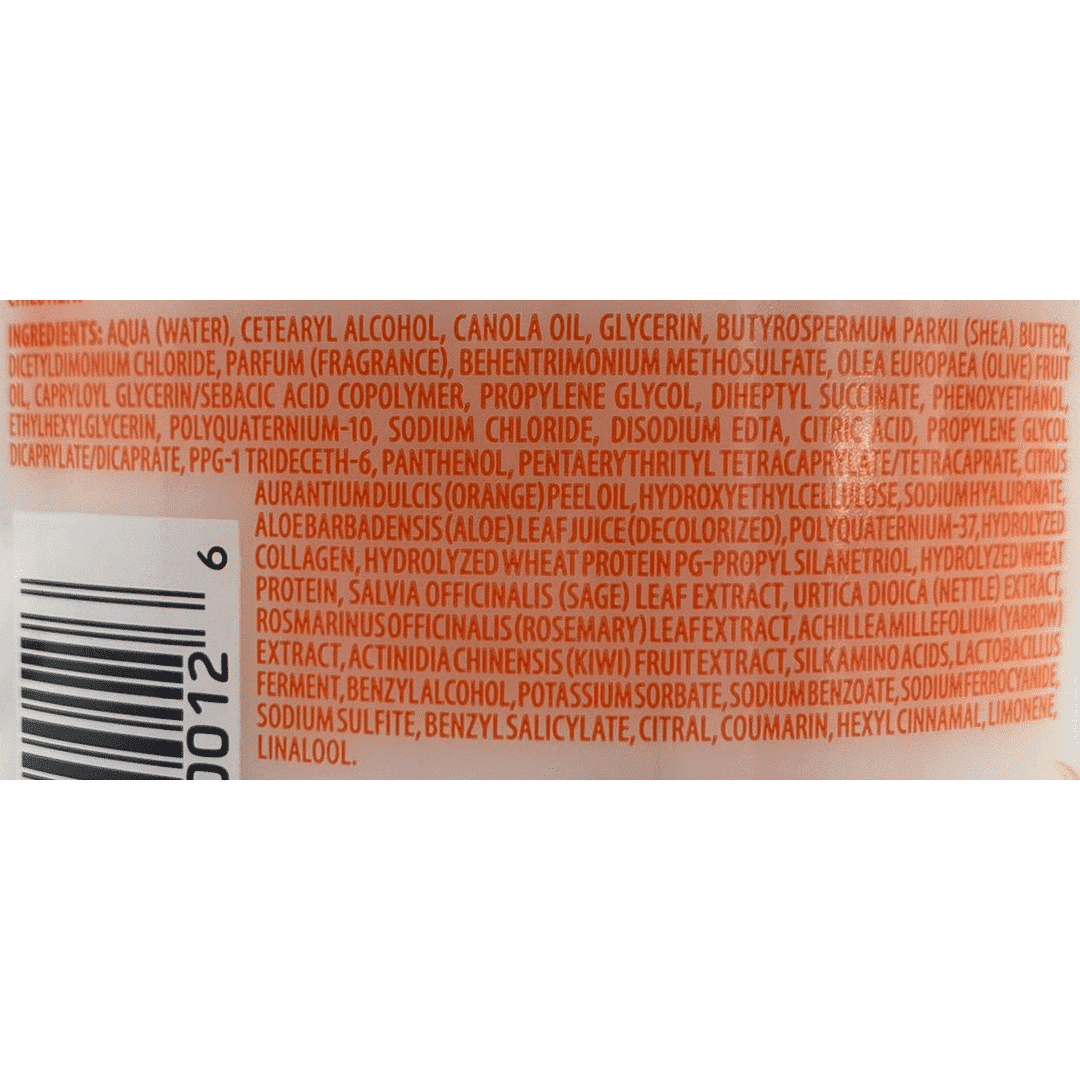 CHILDREN.
INGREDIENTS: AQUA (WATER), CETEARYL ALCOHOL, CANOLA OIL, GLYCERIN, BUTYROSPERMUM PARKII (SHEA) BUTTER,
DICETYLDIMONIUM CHLORIDE, PARFUM (FRAGRANCE), BEHENTRIMONIUM METHOSULFATE, OLEA EUROPAEA (OLIVE) FRUIT
OIL, CAPRYLOYL GLYCERIN/SEBACIC ACID COPOLYMER, PROPYLENE GLYCOL, DIHEPTYL SUCCINATE, PHENOXYETHANOL,
ETHYLHEXYLGLYCERIN, POLYQUATERNIUM-10, SODIUM CHLORIDE, DISODIUM EDTA, CITRIC ACID, PROPYLENE GLYCOL
DICAPRYLATE/DICAPRATE, PPG-1 TRIDECETH-6, PANTHENOL, PENTAERYTHRITYL TETRACAPRYLATE/TETRACAPRATE, CITRUS
AURANTIUM DULCIS (ORANGE) PEEL OIL, HYDROXYETHYLCELLULOSE, SODIUM HYALURONATE,
ALOE BARBADENSIS (ALOE) LEAF JUICE (DECOLORIZED), POLYQUATERNIUM-37, HYDROLYZED
COLLAGEN, HYDROLYZED WHEAT PROTEIN PG-PROPYL SILANETRIOL, HYDROLYZED WHEAT
PROTEIN, SALVIA OFFICINALIS (SAGE) LEAF EXTRACT, URTICA DIOICA (NETTLE) EXTRACT,
ROSMARINUS OFFICINALIS (ROSEMARY) LEAF EXTRACT, ACHILLEA MILLEFOLIUM (YARROW)
EXTRACT, ACTINIDIA CHINENSIS (KIWI) FRUIT EXTRACT, SILK AMINO ACIDS, LACTOBACILLUS
FERMENT, BENZYL ALCOHOL, POTASSIUM SORBATE, SODIUM BENZOATE, SODIUM FERROCYANIDE,
SODIUM SULFITE, BENZYL SALICYLATE, CITRAL, COUMARIN, HEXYL CINNAMAL, LIMONENE,
LINALOOL.
0012 6